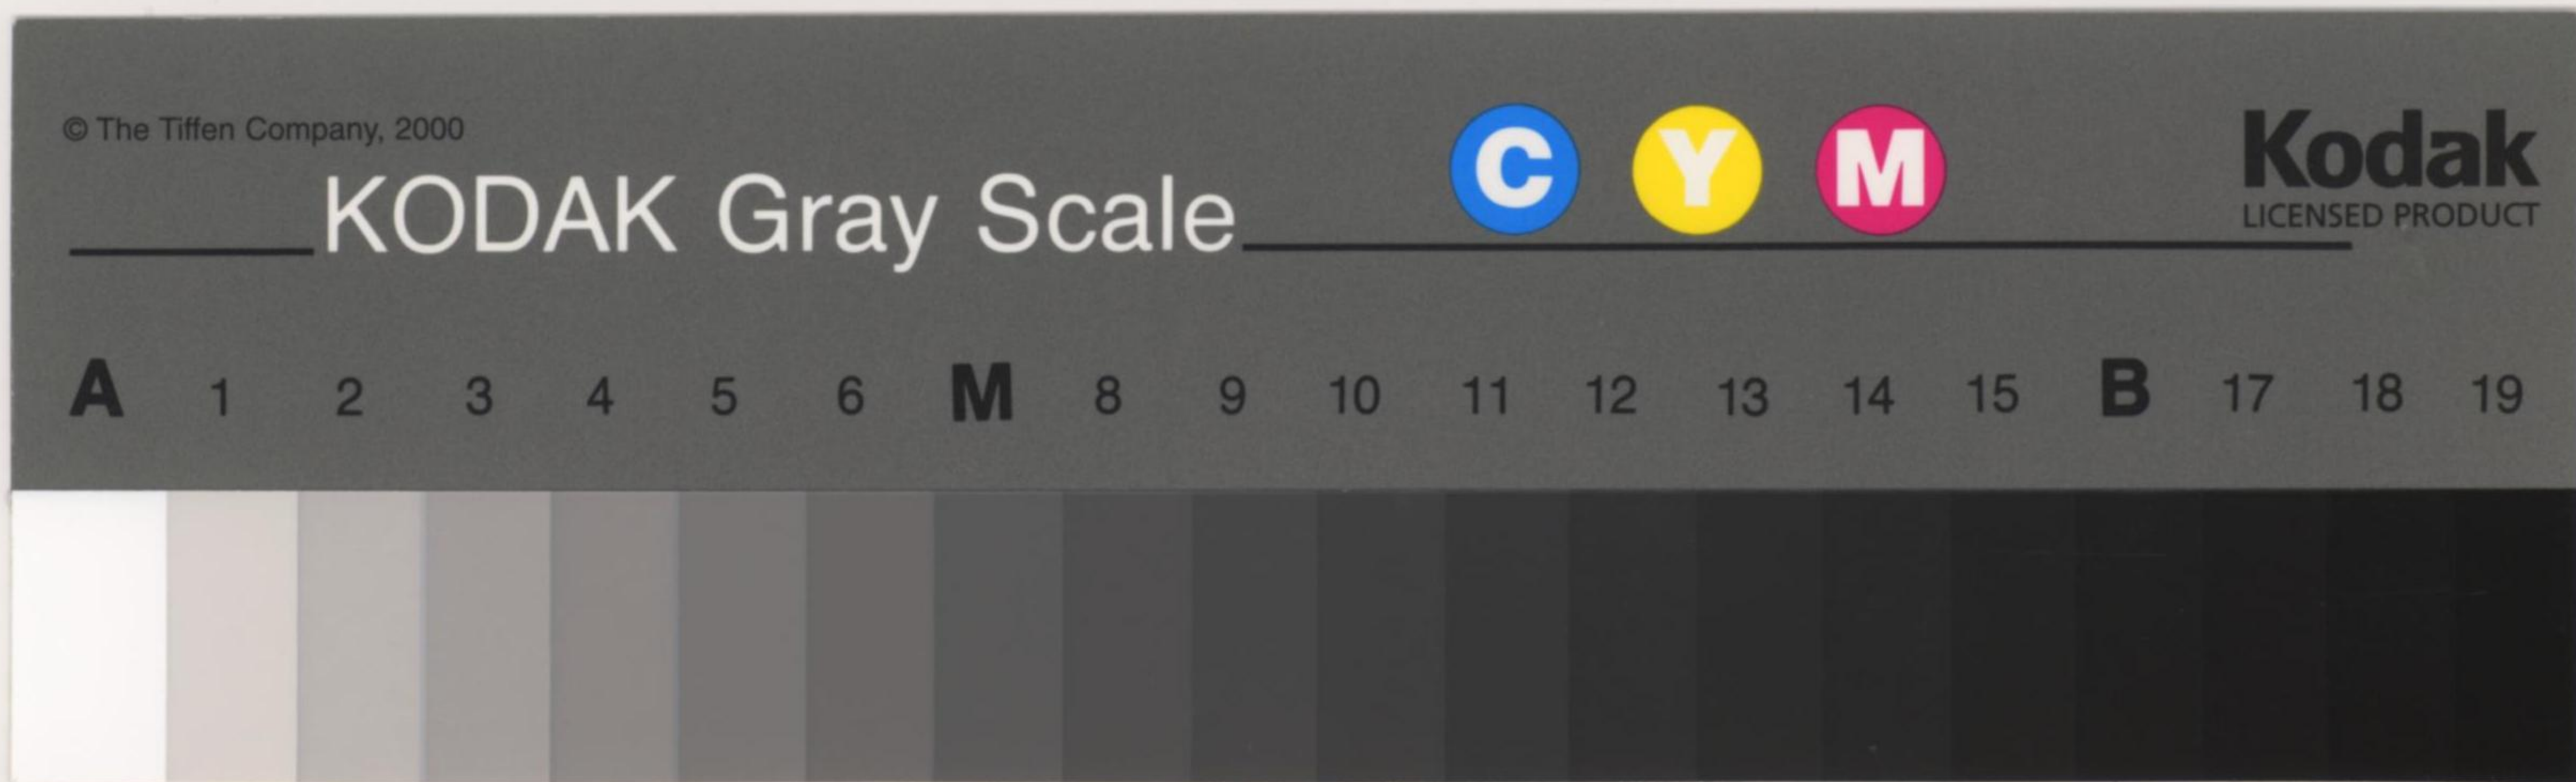 © The Tiffen Company, 2000
KODAK Gray Scale
C Y M
Kodak
LICENSED PRODUCT
A 1 2 3 4 5 6 M 8 9 10 11 12 13 14 15 B 17 18 19